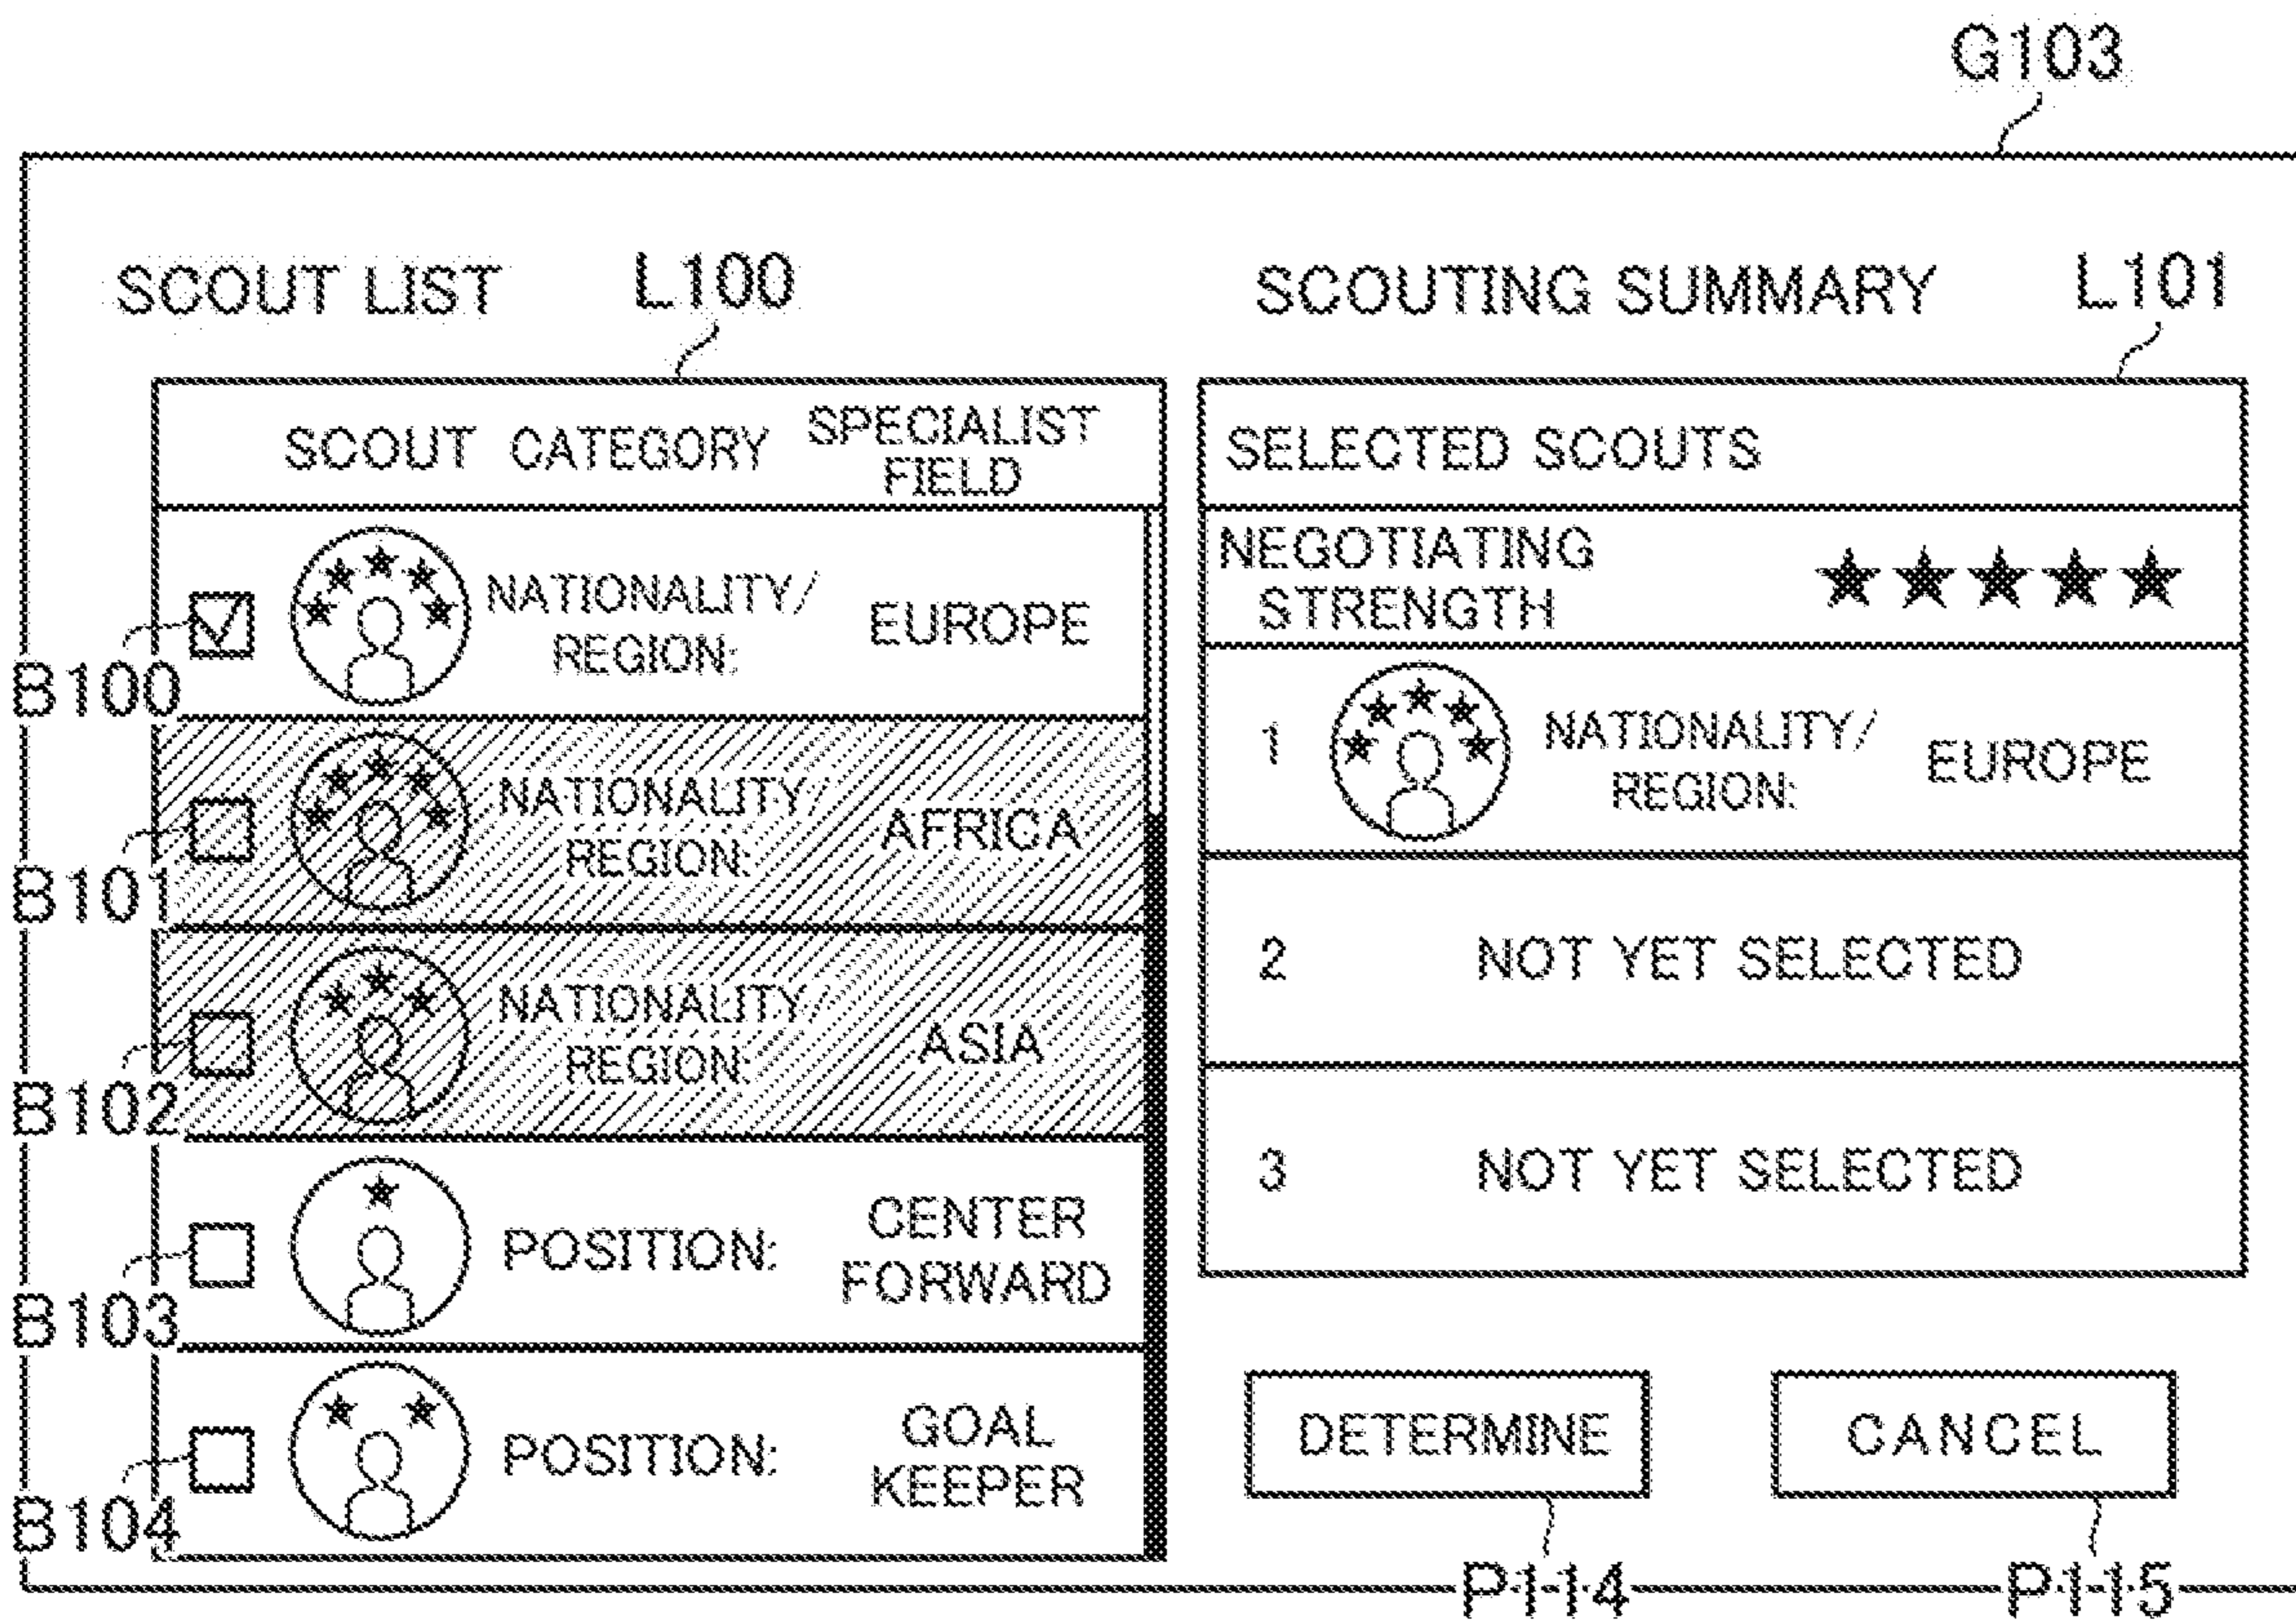 G103
SCOUT LIST
L100
SCOUTING SUMMARY
L101
SCOUT CATEGORY SPECIALIST
FIELD
B100
NATIONALITY/
REGION:
EUROPE
B101
NATIONALITY/
REGION:
AFRICA
B102
NATIONALITY/
REGION:
ASIA
B103
POSITION:
CENTER
FORWARD
B104
POSITION:
GOAL
KEEPER
SELECTED SCOUTS
NEGOTIATING
STRENGTH
★★★★★
1
NATIONALITY/
REGION:
EUROPE
2 NOT YET SELECTED
3 NOT YET SELECTED
DETERMINE
CANCEL
P114
P115